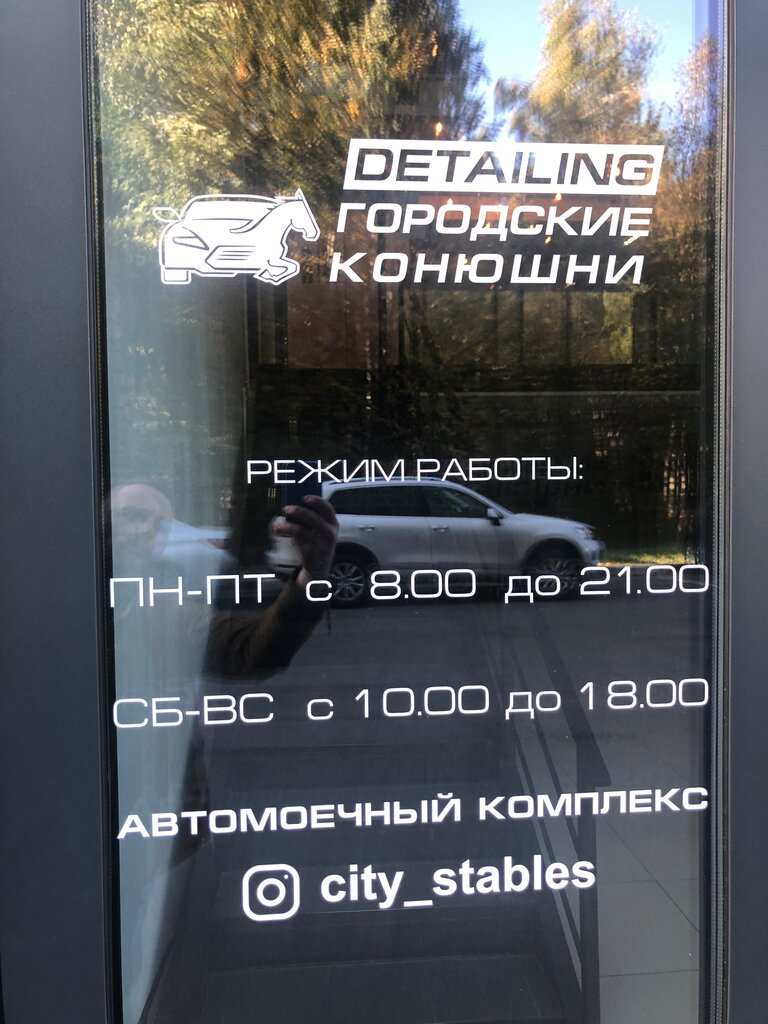 DETAILING
ГОРОДСКИЕ
КОНЮШНИ
РЕЖИМ РАБОТЫ:
ПН-ПТ с 8.00 до 21.00
СБ-ВС с 10.00 до 18.00
АВТОМОЕЧНЫЙ КОМПЛЕКС
city_stables